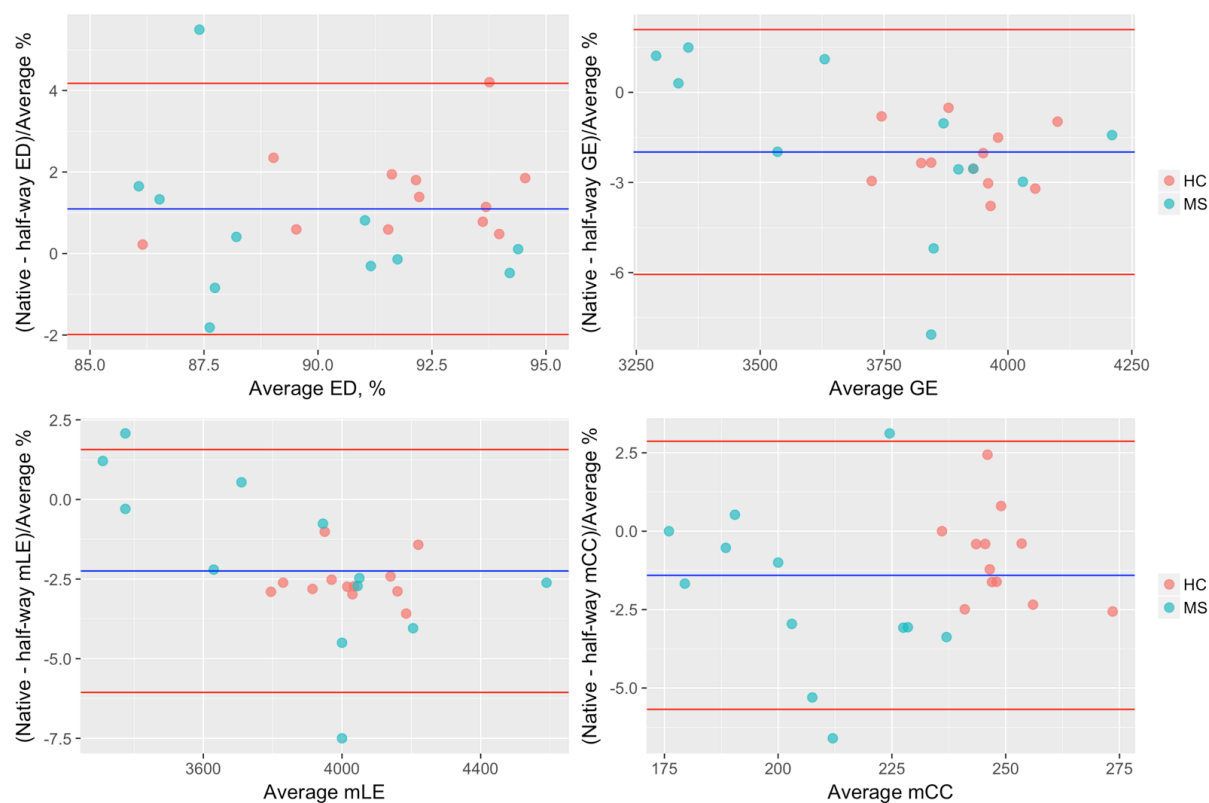 (Native - half-way ED)/Average %
4
2
0
-2
85.0 87.5 90.0 92.5 95.0
Average ED, %
(Native - half-way GE)/Average %
0
-3
-6
3250 3500 3750 4000 4250
Average GE
HC
MS
(Native - half-way mLE)/Average %
2.5
0.0
-2.5
-5.0
-7.5
3600 4000 4400
Average mLE
(Native - half-way mCC)/Average %
2.5
0.0
-2.5
-5.0
175 200 225 250 275
Average mCC
HC
MS